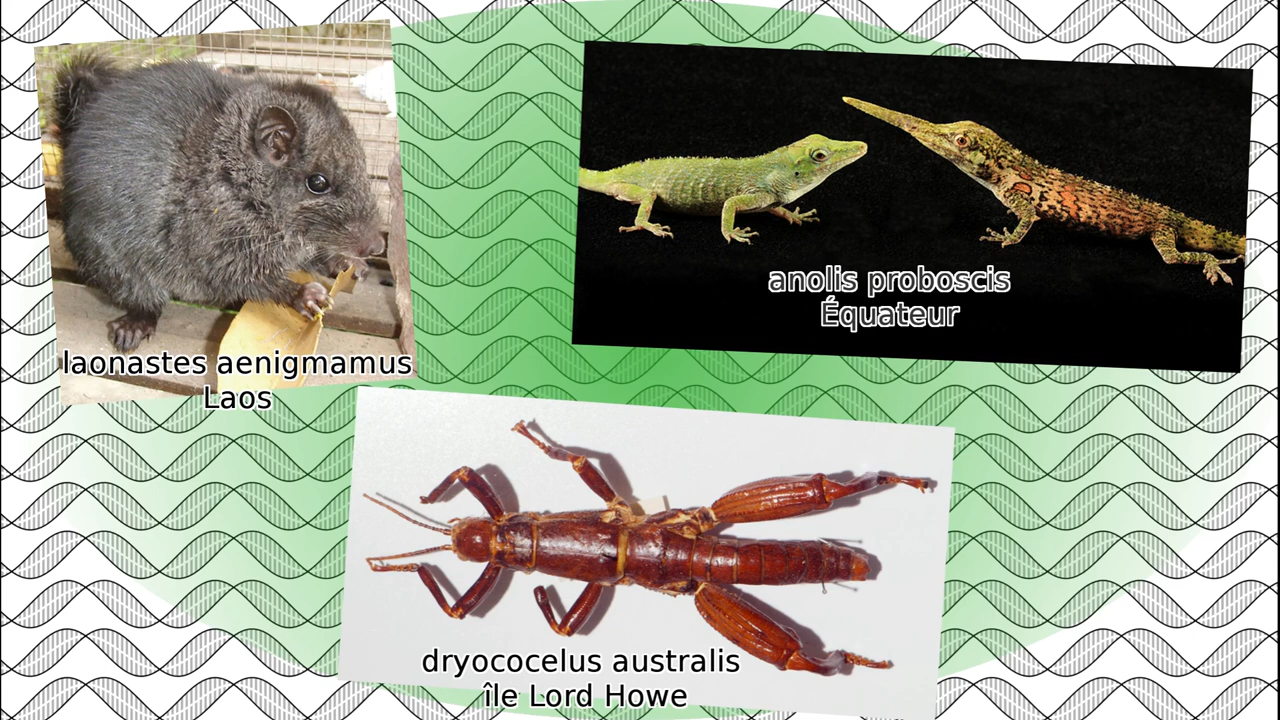 laonastes aenigmamus
Laos
anolis proboscis
Équateur
dryococelus australis
île Lord Howe